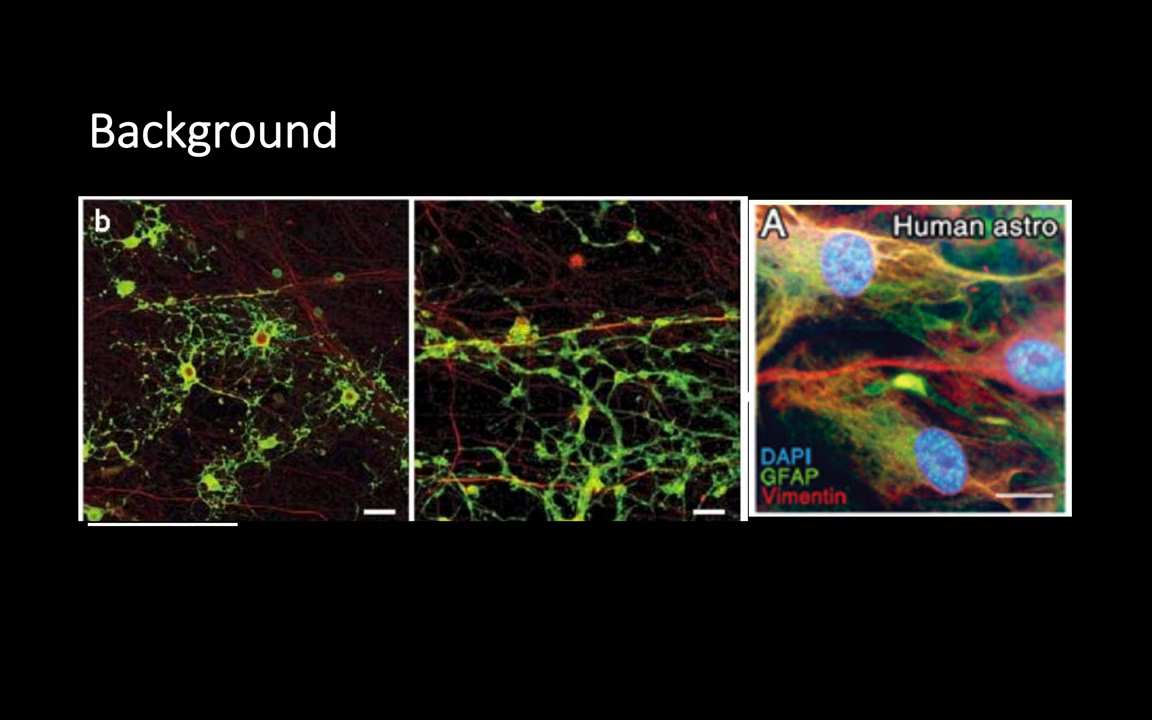 Background
b
A
Human astro
DAPI
GFAP
Vimentin